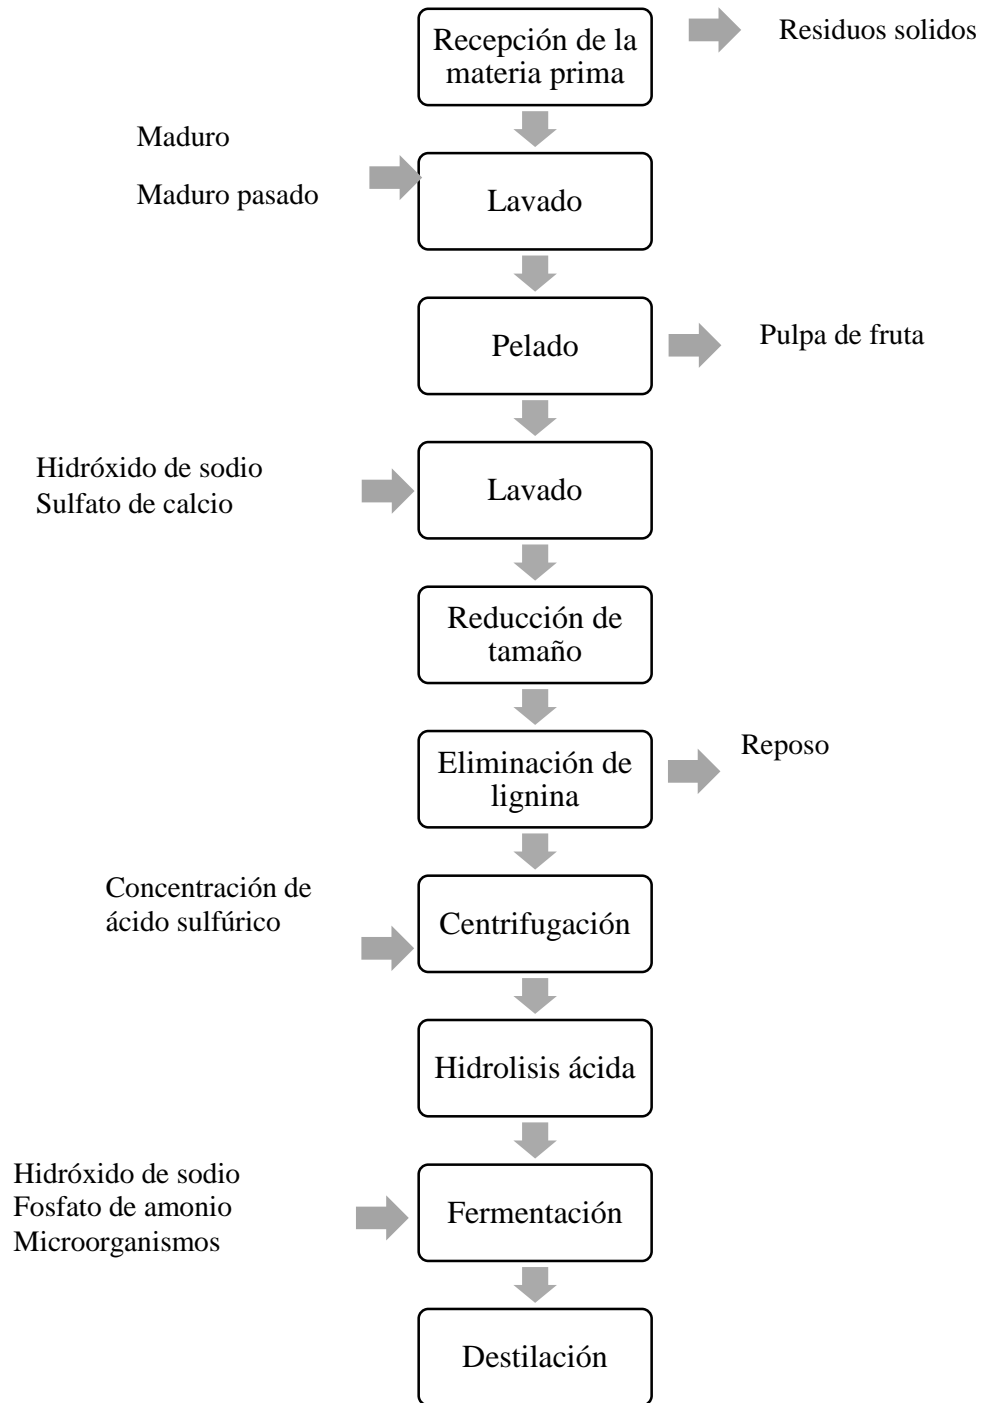 Recepción de la
materia prima
Residuos solidos
Maduro
Maduro pasado
Lavado
Pelado
Pulpa de fruta
Hidróxido de sodio
Sulfato de calcio
Lavado
Reducción de
tamaño
Eliminación de
lignina
Reposo
Concentración de
ácido sulfúrico
Centrifugación
Hidrolisis ácida
Hidróxido de sodio
Fosfato de amonio
Microorganismos
Fermentación
Destilación